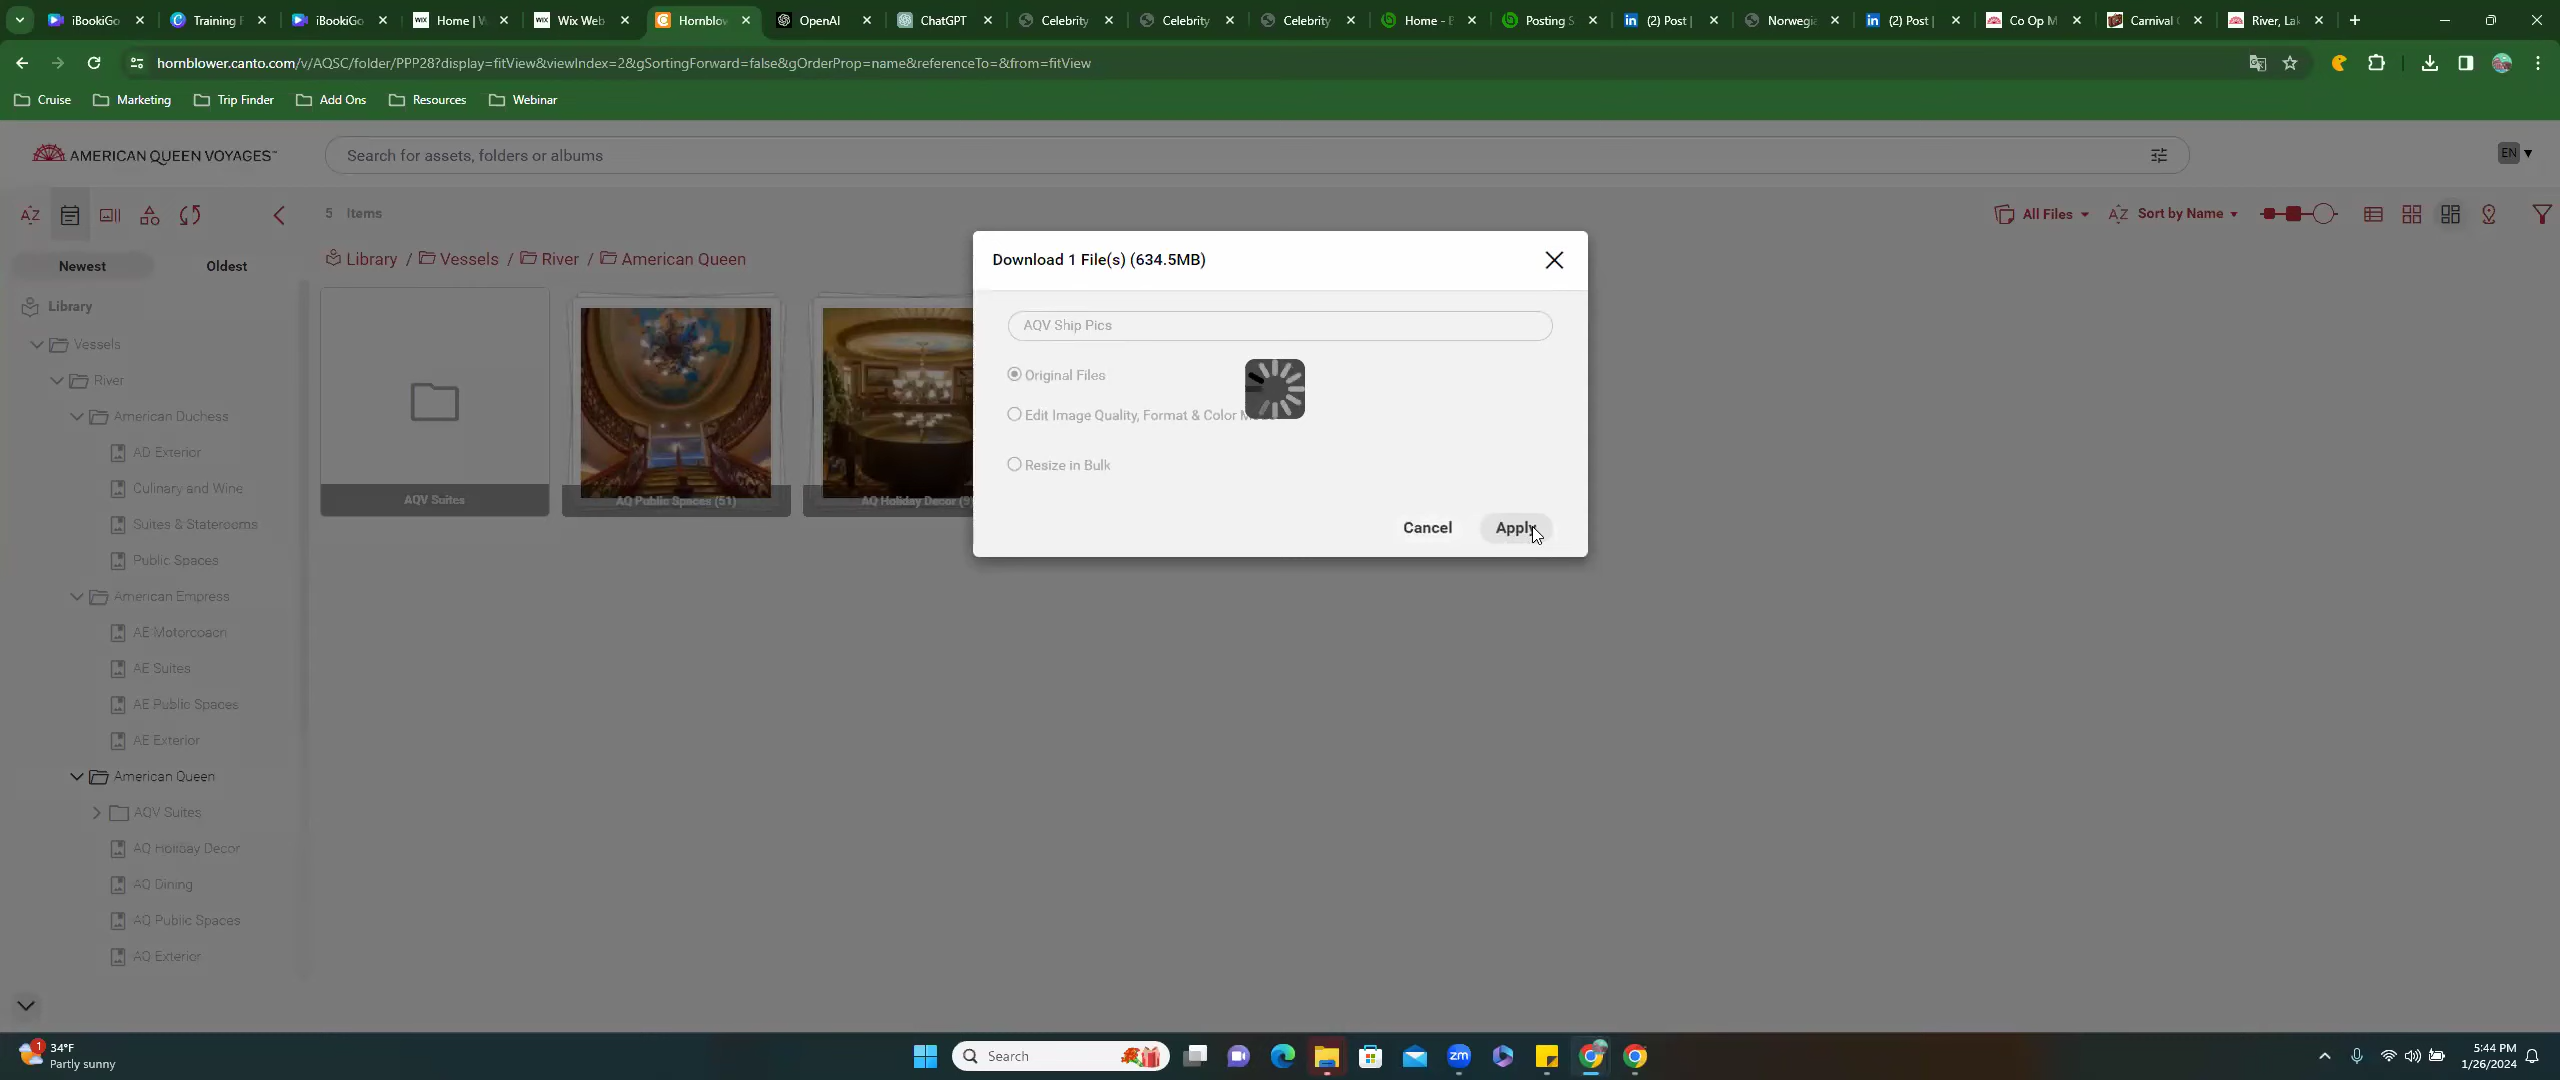 iBookiGo
Training F
iBookiGo
Home | W
Wix Web
Hornblow
OpenAI
ChatGPT
Celebrity
Celebrity
Celebrity
Home - B
Posting S
(2) Post |
Norwegia
(2) Post |
Co Op M
Carnival
River, Lak
hornblower.canto.com/v/AQSC/folder/PPP28?display=fitView&viewIndex=2&gSortingForward=false&gOrderProp=name&referenceTo=&from=fitView
Cruise
Marketing
Trip Finder
Add Ons
Resources
Webinar
AMERICAN QUEEN VOYAGES
Search for assets, folders or albums
EN
5 Items
All Files
Sort by Name
Newest
Oldest
Library / Vessels / River / American Queen
Library
Vessels
River
American Duchess
AD Exterior
Culinary and Wine
Suites & Staterooms
Public Spaces
American Empress
AE Motorcoach
AE Suites
AE Public Spaces
AE Exterior
American Queen
AQV Suites
AQ Holiday Decor
AQ Dining
AQ Public Spaces
AQ Exterior
AQV Suites
AQ Public Spaces (51)
AQ Holiday Decor (9)
Download 1 File(s) (634.5MB)
AQV Ship Pics
Original Files
Edit Image Quality, Format & Color
Resize in Bulk
Cancel
Apply
1
34°F
Partly sunny
Search
zm
5:44 PM
1/26/2024